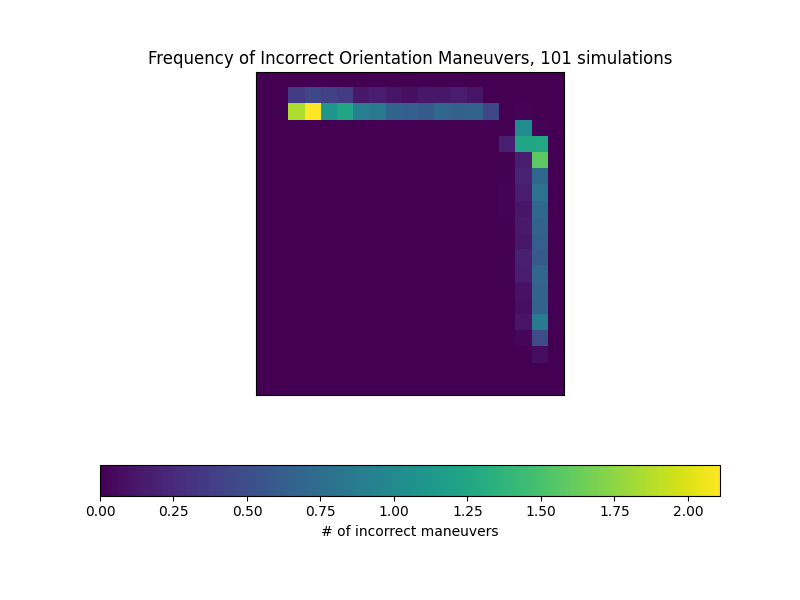 Frequency of Incorrect Orientation Maneuvers, 101 simulations
0.00 0.25 0.50 0.75 1.00 1.25 1.50 1.75 2.00
# of incorrect maneuvers